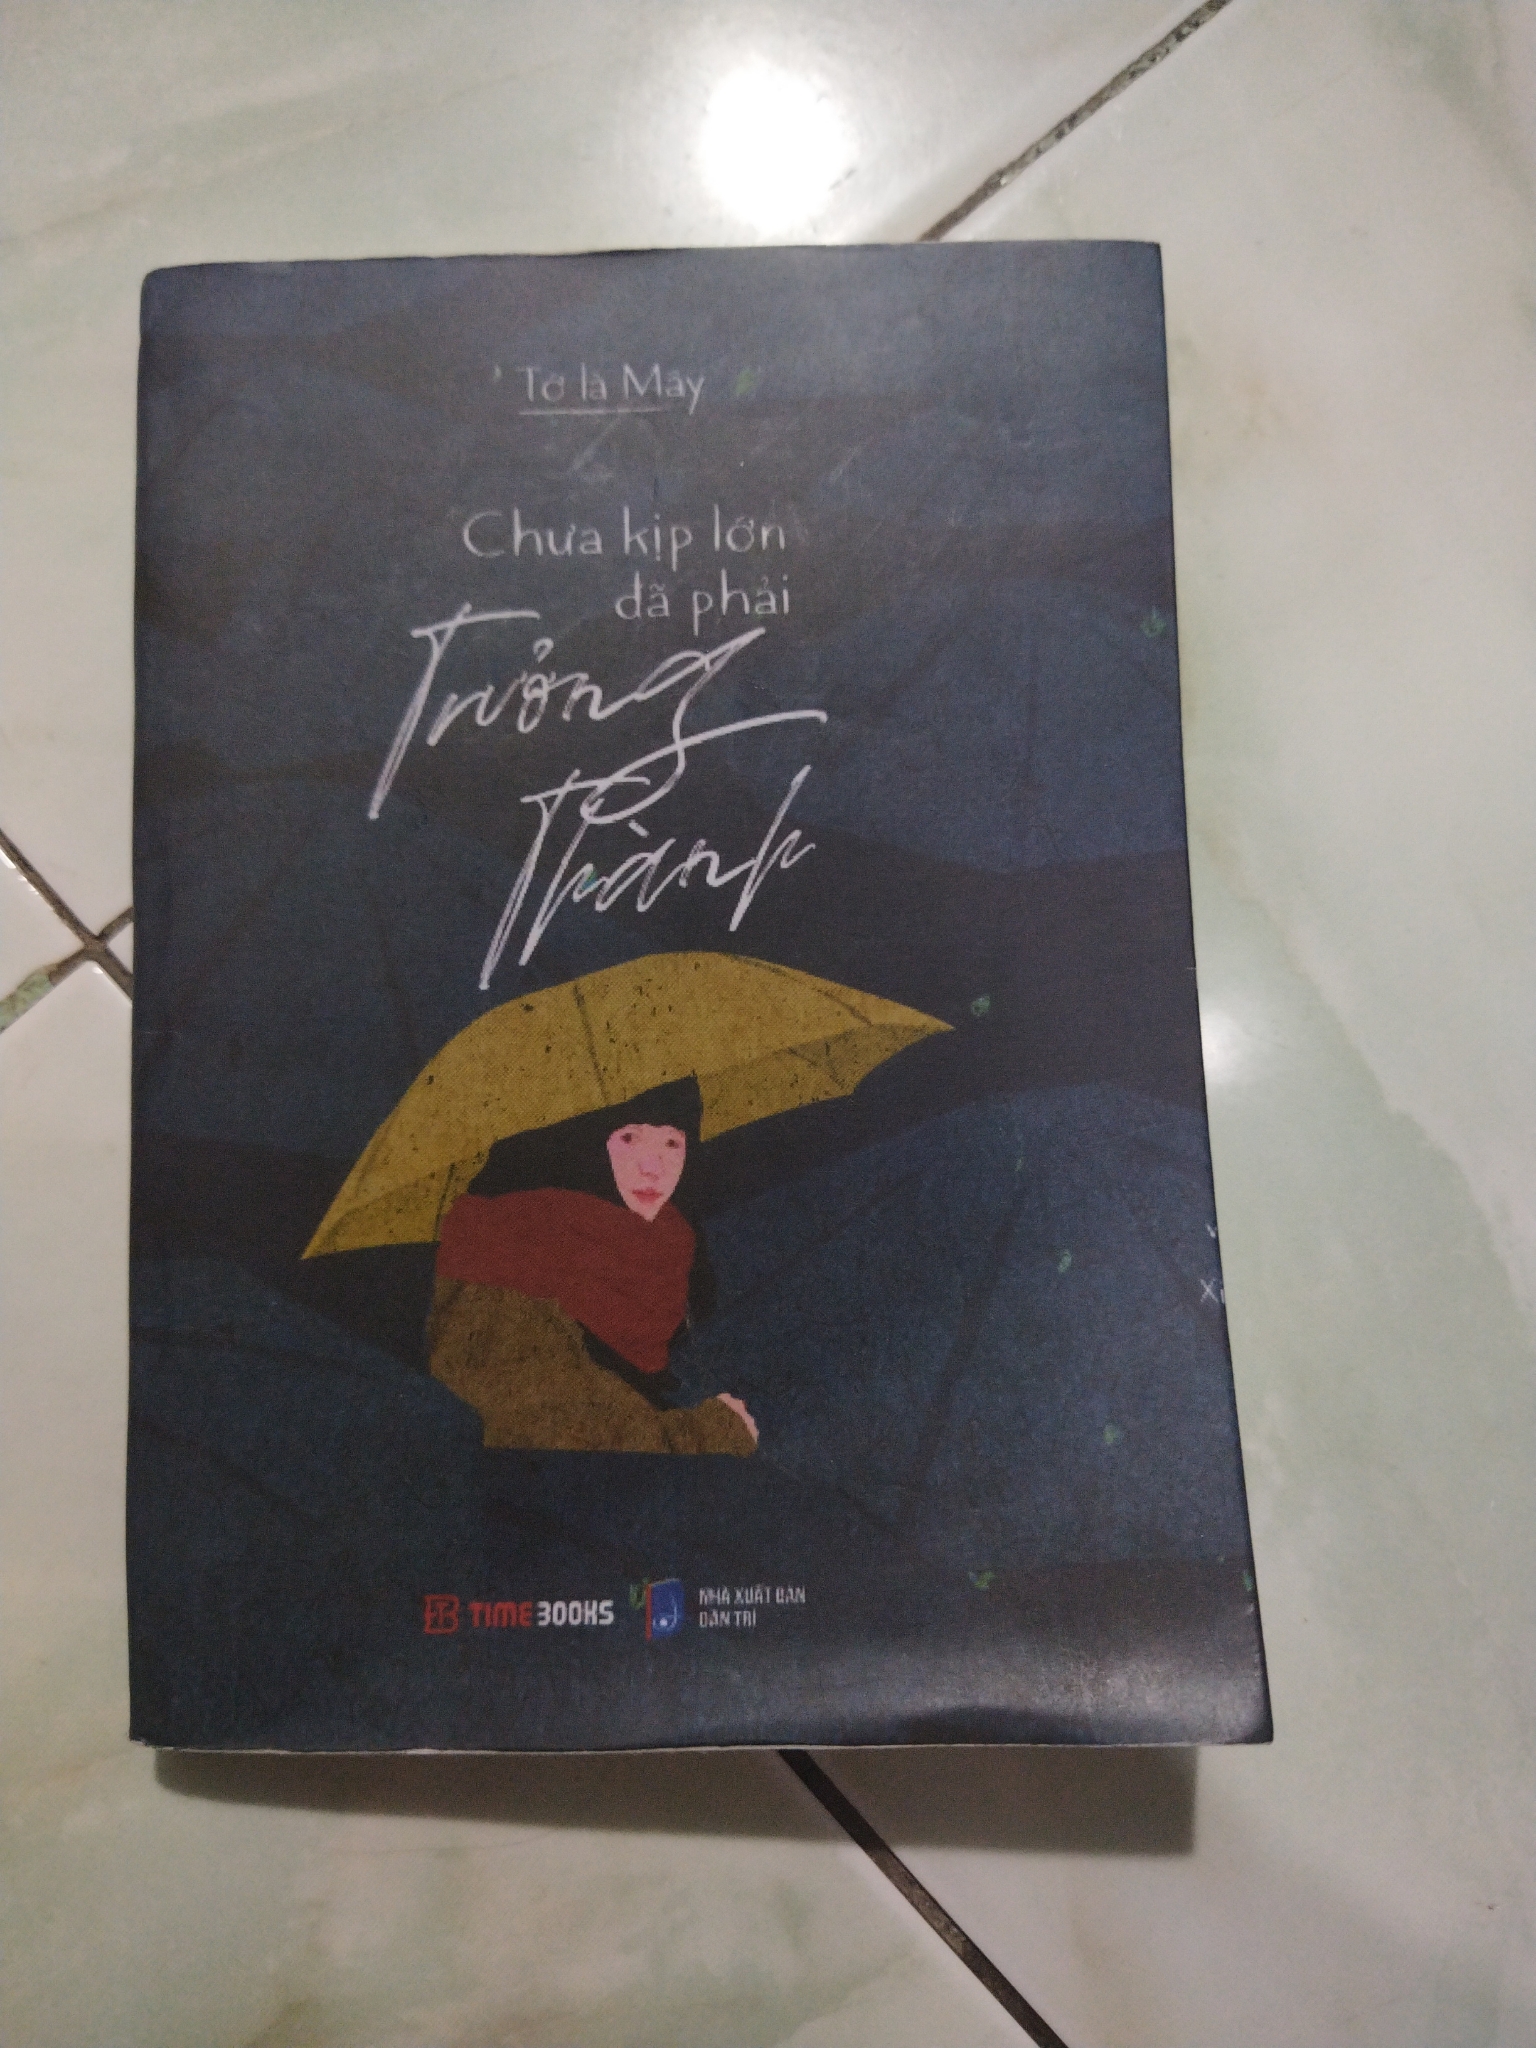 Tớ là Mây
Chưa kịp lớn
đã phải
Trưởng
Thành
TIMEBOOKS
NHÀ XUẤT BẢN
DÂN TRÍ